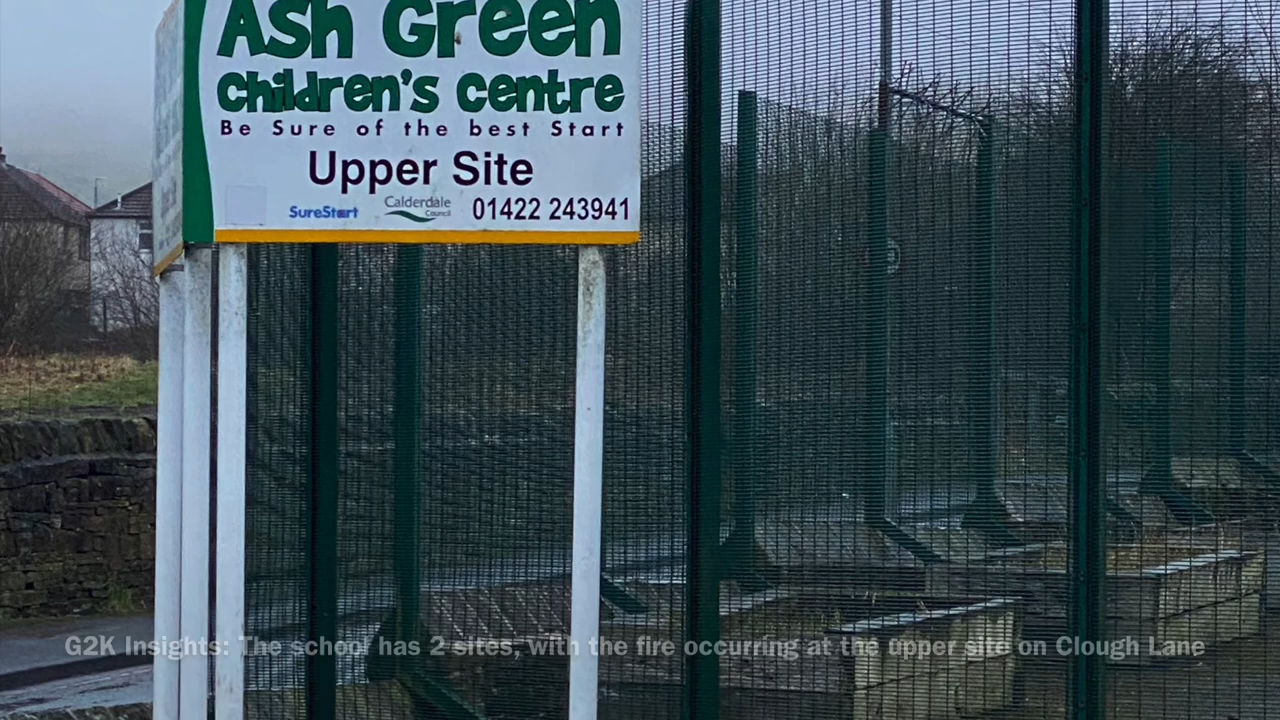 Ash Green
children's centre
Be Sure of the best Start
Upper Site
SureStart
Calderdale
Council
01422 243941
G2K Insights: The school has 2 sites, with the fire occurring at the upper site on Clough Lane